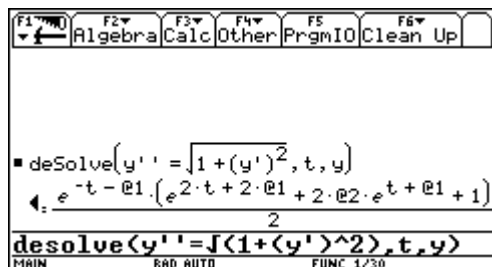 F1 F2 F3 F4 F5 F6
Algebra Calc Other PrgmIO Clean Up
■ deSolve(y'' = √(1 + (y')^2), t, y)
◀: e^(-t - @1)·(e^(2·t + 2·@1) + 2·@2·e^(t + @1) + 1)/2
desolve(y''=√(1+(y')^2),t,y)
MAIN RAD AUTO FUNC 1/30